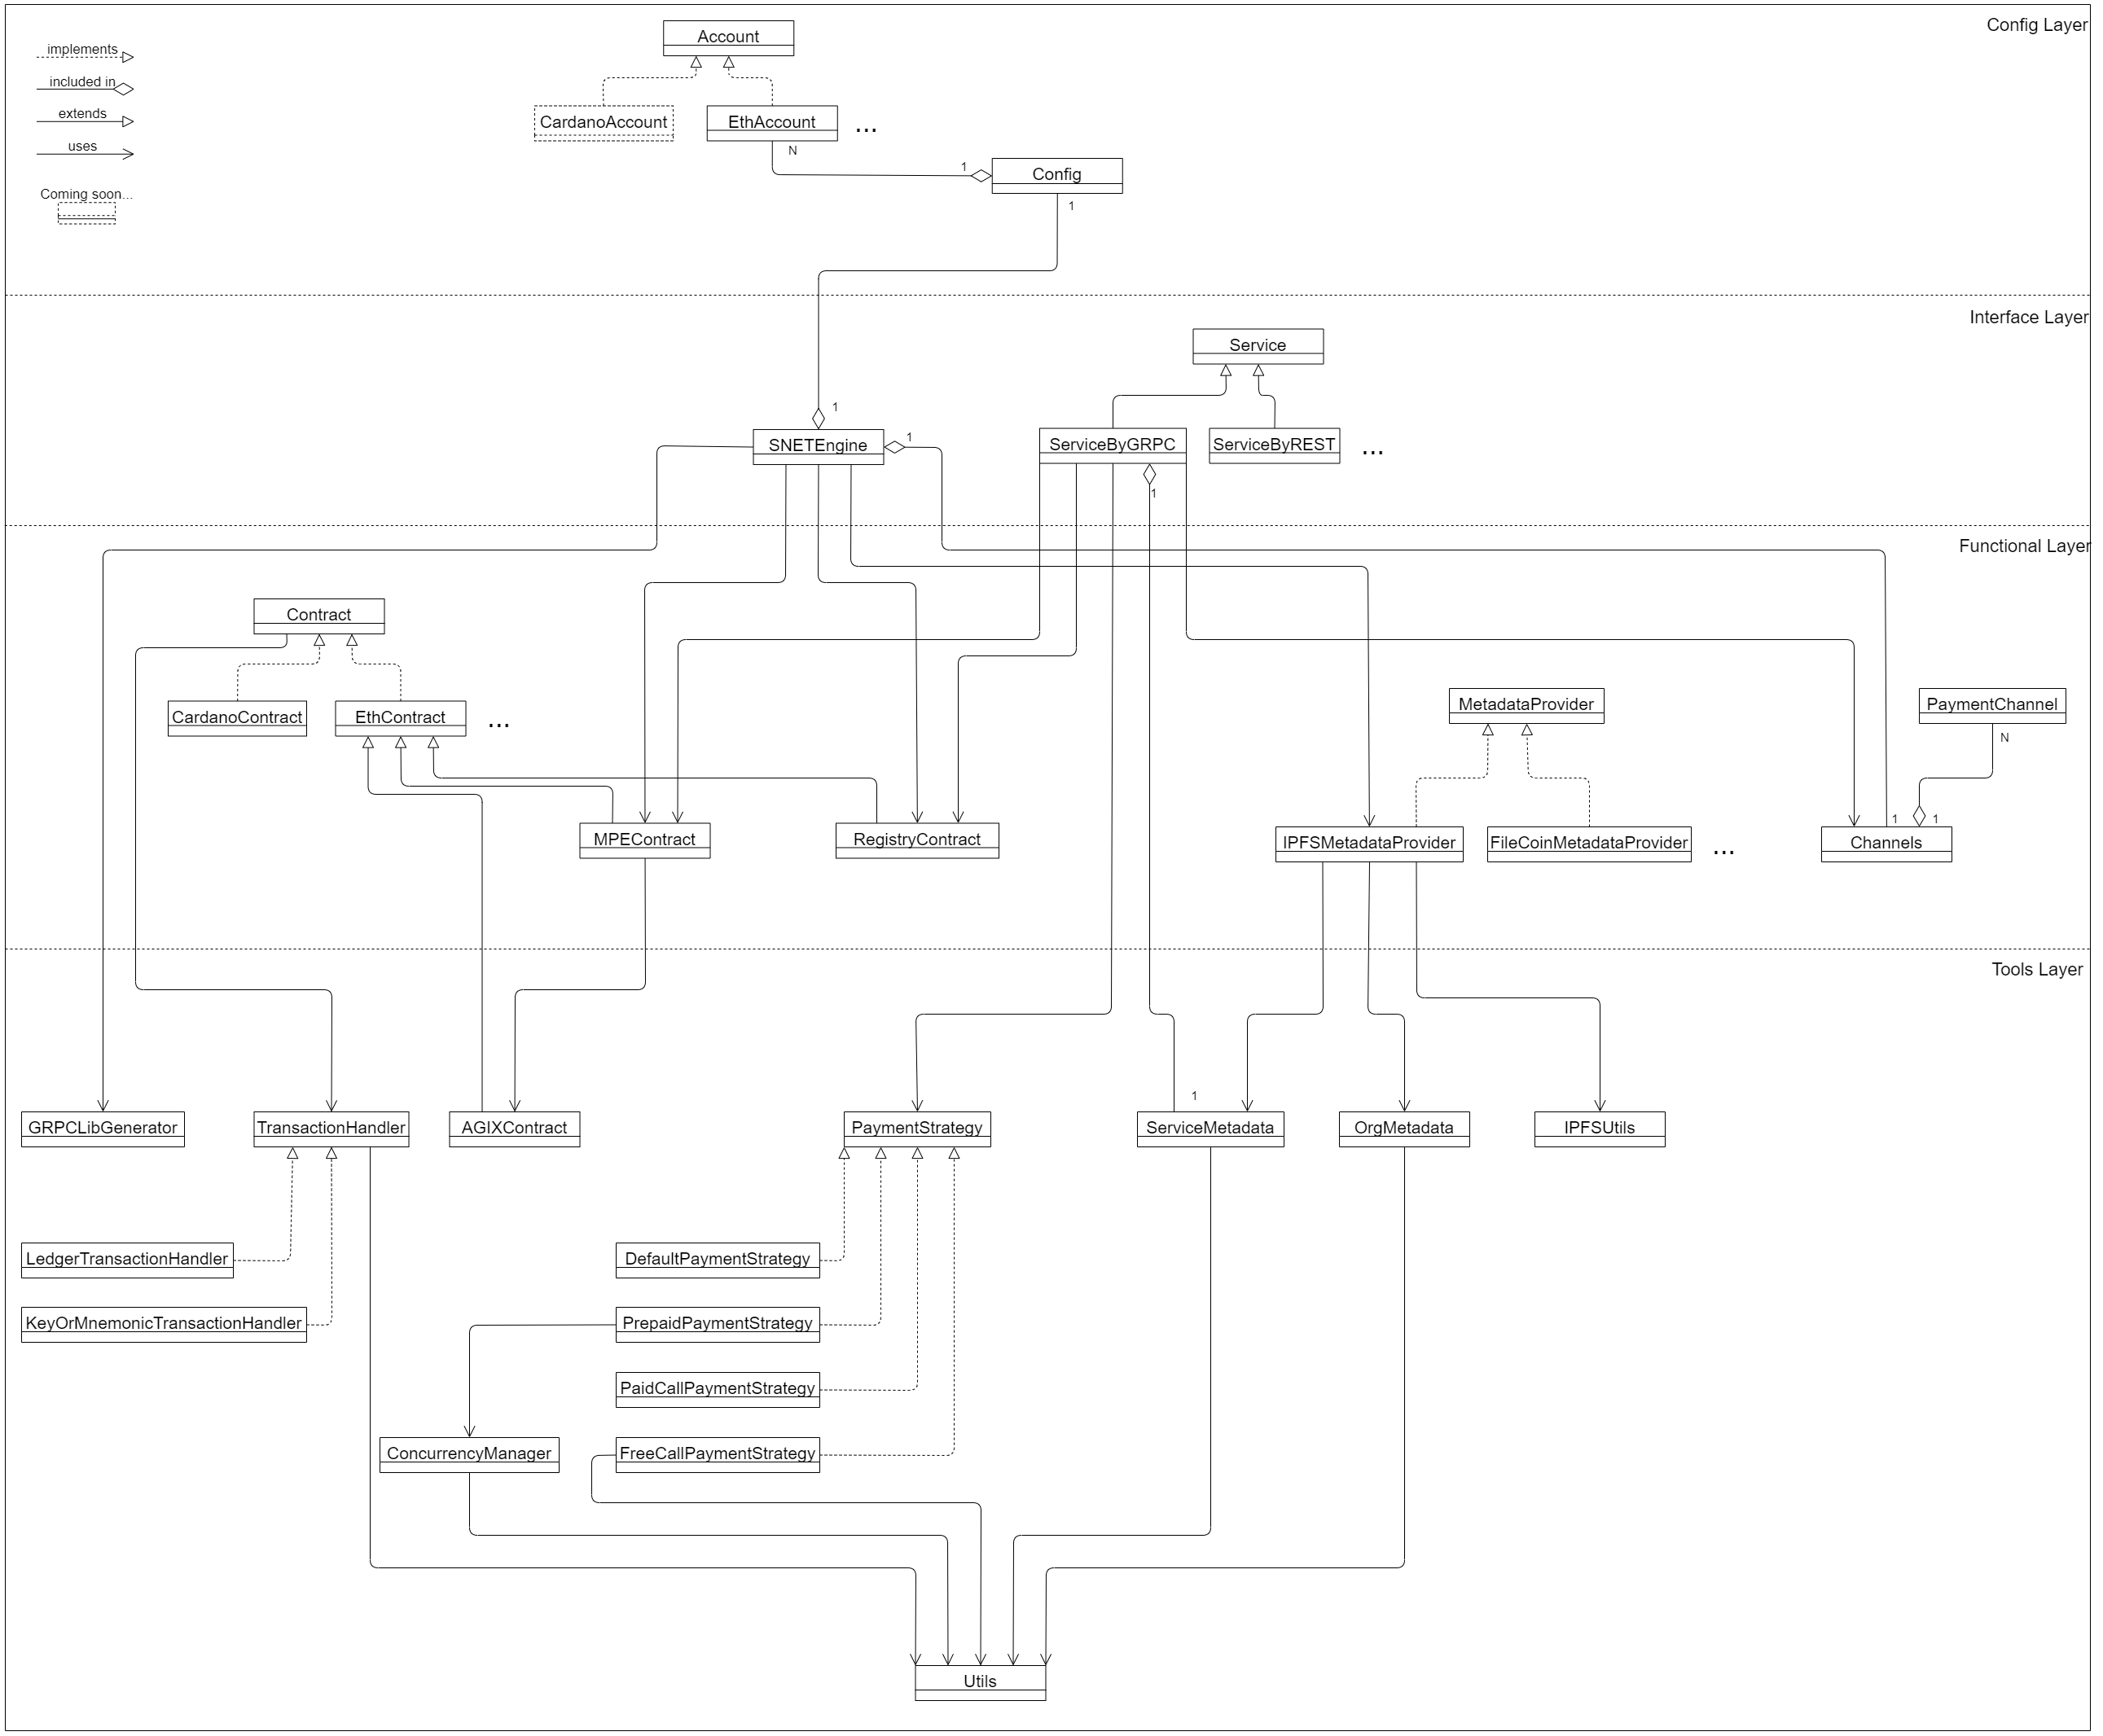 Config Layer
implements
included in
extends
uses
Coming soon...
Account
CardanoAccount
EthAccount
...
N
1
Config
1
Interface Layer
Service
1
SNETEngine
1
ServiceByGRPC
ServiceByREST
...
1
Functional Layer
Contract
CardanoContract
EthContract
...
MetadataProvider
PaymentChannel
N
MPEContract
RegistryContract
IPFSMetadataProvider
FileCoinMetadataProvider
...
1
1
Channels
Tools Layer
1
GRPCLibGenerator
TransactionHandler
AGIXContract
PaymentStrategy
ServiceMetadata
OrgMetadata
IPFSUtils
LedgerTransactionHandler
DefaultPaymentStrategy
KeyOrMnemonicTransactionHandler
PrepaidPaymentStrategy
PaidCallPaymentStrategy
ConcurrencyManager
FreeCallPaymentStrategy
Utils